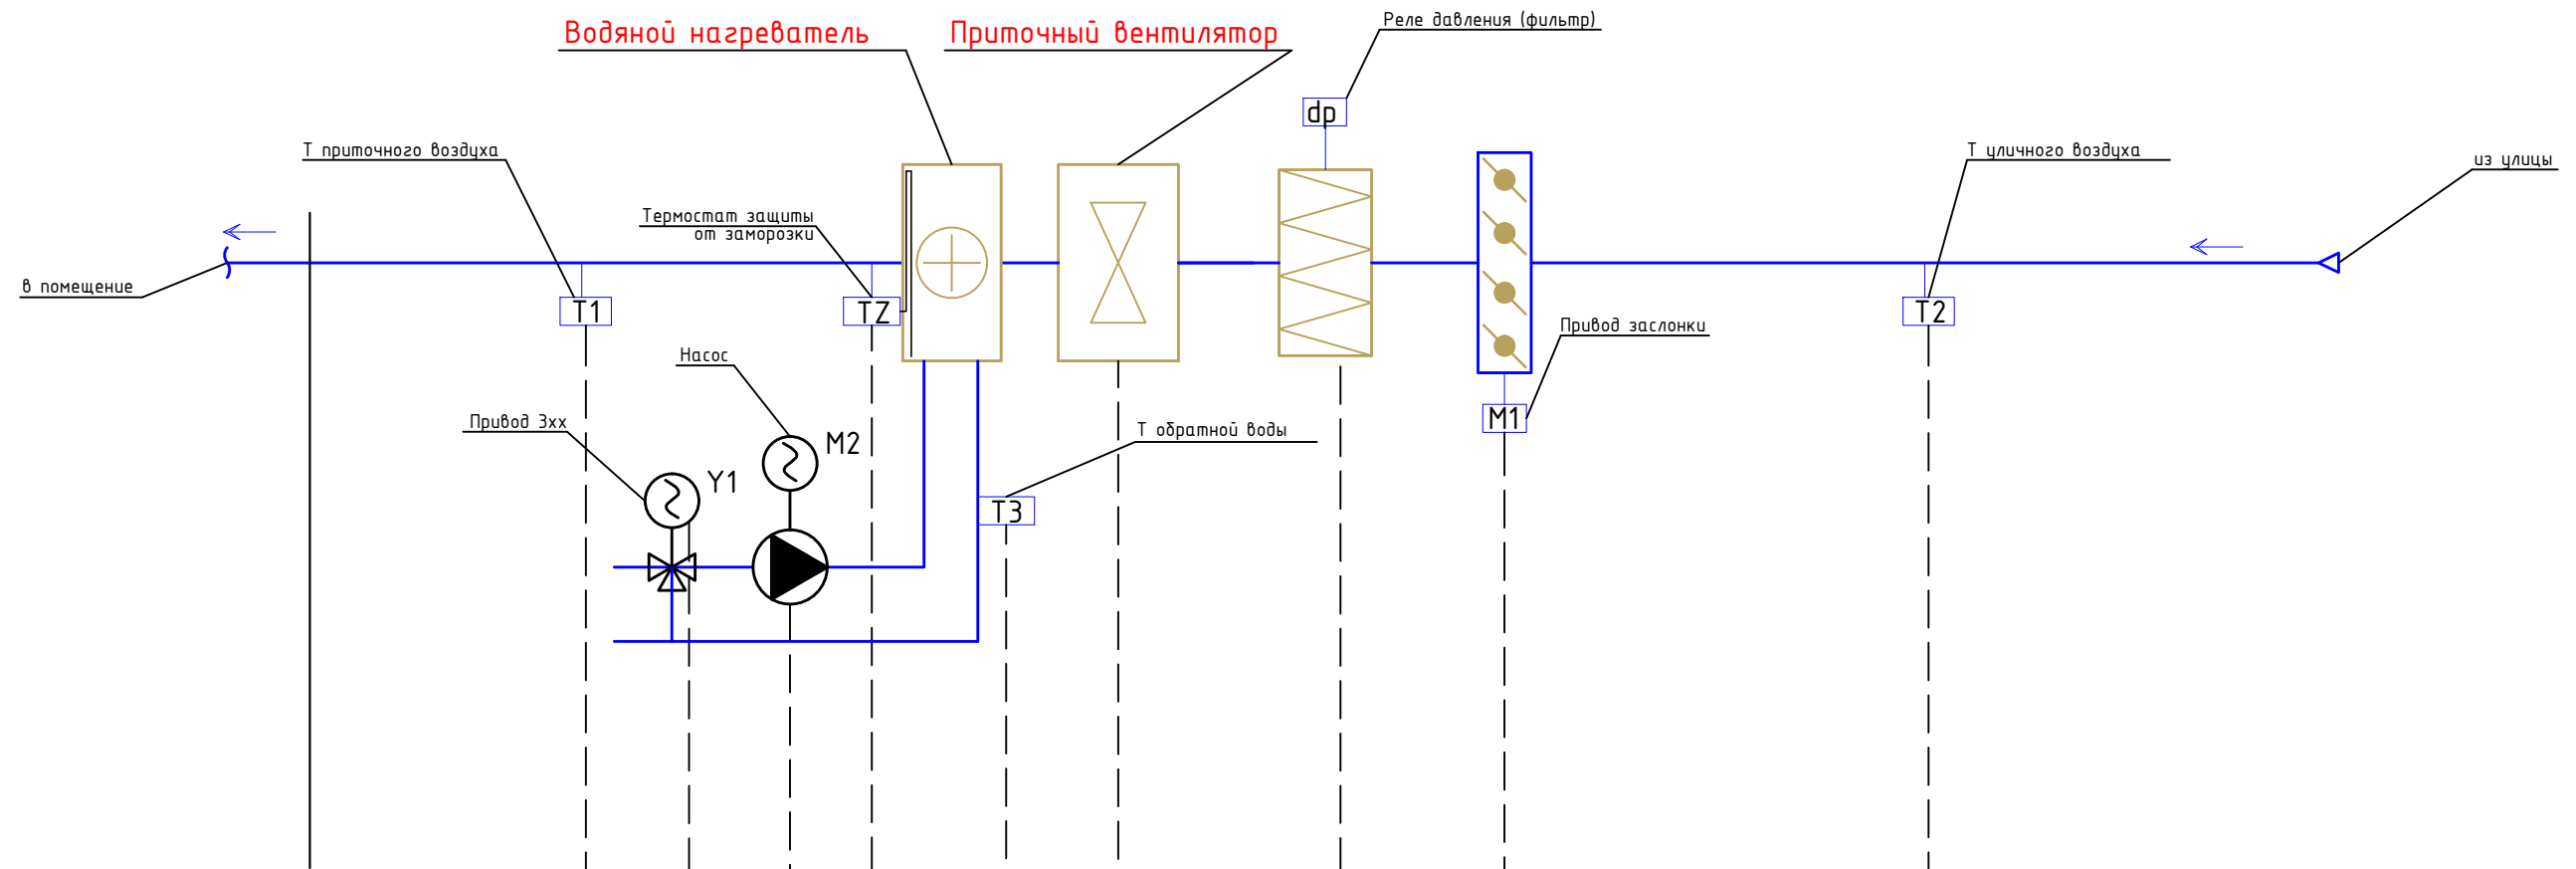 Водяной нагреватель
Приточный вентилятор
Реле давления (фильтр)
dp
Т приточного воздуха
Т уличного воздуха
из улицы
Термостат защиты
от заморозки
в помещение
T1
TZ
T2
Привод заслонки
Насос
M1
Привод 3хх
M2
Т обратной воды
Y1
T3